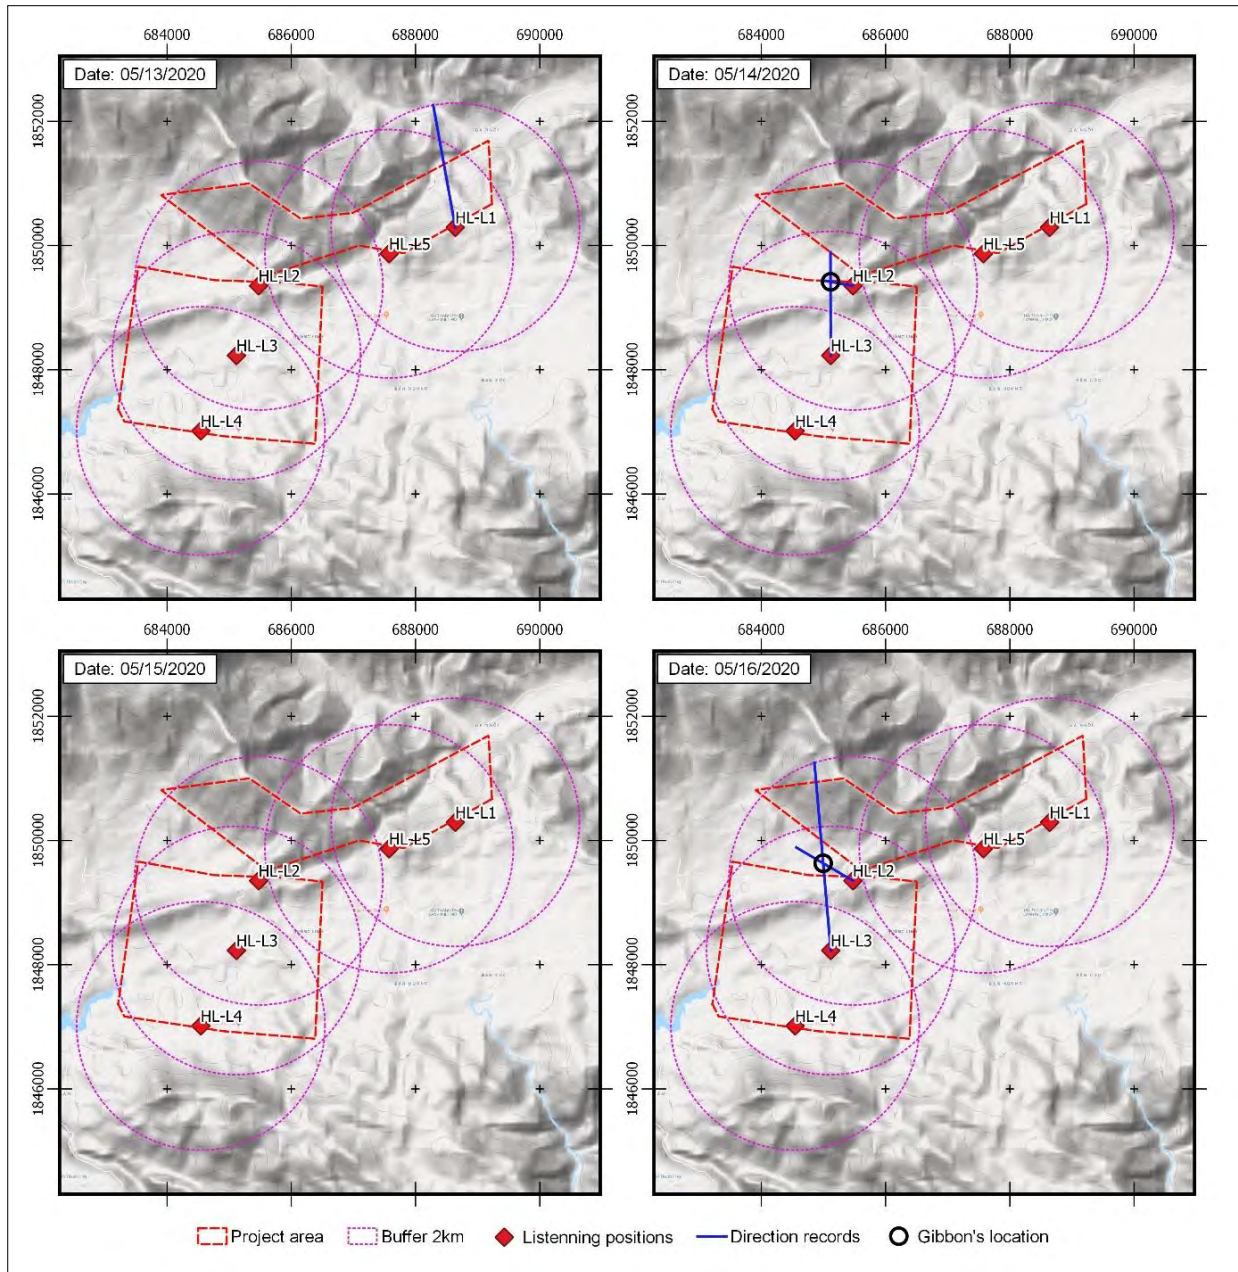 684000 686000 688000 690000 684000 686000 688000 690000
Date: 05/13/2020 Date: 05/14/2020
1852000 1852000
HL-L1 HL-L1
1850000 HL-L5 1850000 HL-L5
HL-L2 HL-L2
HL-L3 HL-L3
1848000 1848000
HL-L4 HL-L4
1846000 1846000
684000 686000 688000 690000 684000 686000 688000 690000
Date: 05/15/2020 Date: 05/16/2020
1852000 1852000
HL-L1 HL-L1
1850000 HL-L5 1850000 HL-L5
HL-L2 HL-L2
HL-L3 HL-L3
1848000 1848000
HL-L4 HL-L4
1846000 1846000
Project area Buffer 2km Listenning positions Direction records Gibbon's location